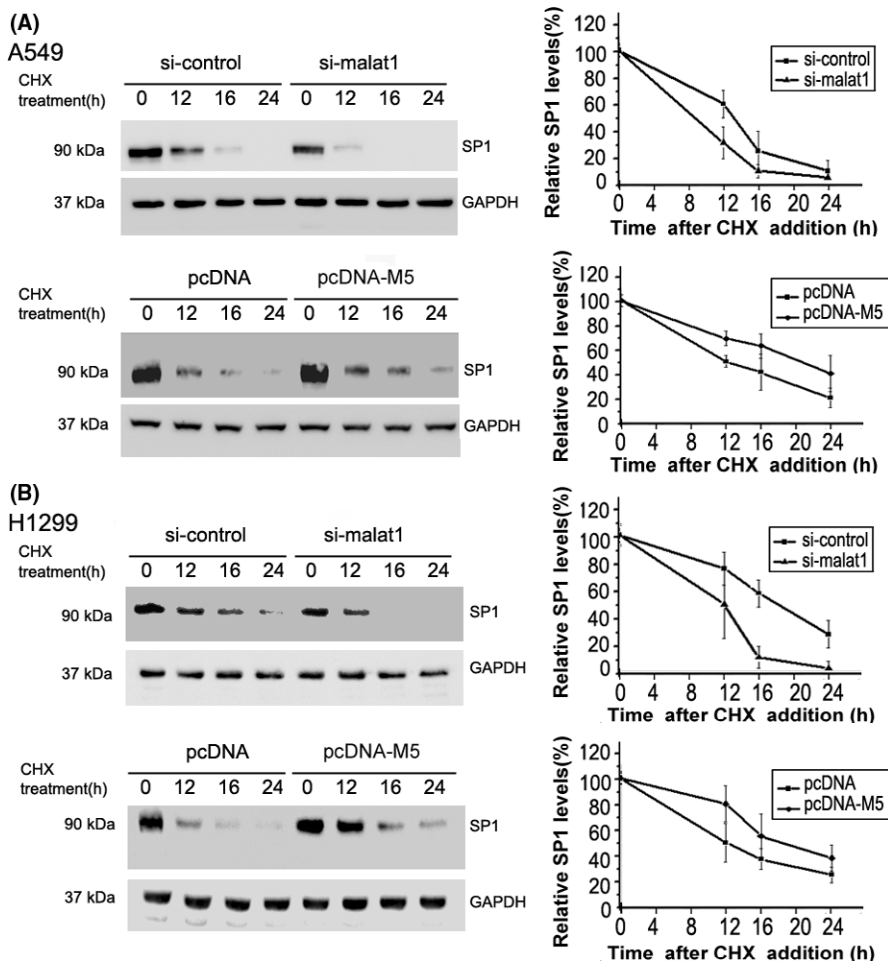 (A)
A549
si-control si-malat1
CHX
treatment(h) 0 12 16 24 0 12 16 24
90 kDa SP1
37 kDa GAPDH
Relative SP1 levels(%)
120
100
80
60
40
20
0
0 4 8 12 16 20 24
Time after CHX addition (h)
si-control
si-malat1
pcDNA pcDNA-M5
CHX
treatment(h) 0 12 16 24 0 12 16 24
90 kDa SP1
37 kDa GAPDH
Relative SP1 levels(%)
120
100
80
60
40
20
0
0 4 8 12 16 20 24
Time after CHX addition (h)
pcDNA
pcDNA-M5
(B)
H1299
si-control si-malat1
CHX
treatment(h) 0 12 16 24 0 12 16 24
90 kDa SP1
37 kDa GAPDH
Relative SP1 levels(%)
120
100
80
60
40
20
0
0 4 8 12 16 20 24
Time after CHX addition (h)
si-control
si-malat1
pcDNA pcDNA-M5
CHX
treatment(h) 0 12 16 24 0 12 16 24
90 kDa SP1
37 kDa GAPDH
Relative SP1 levels(%)
120
100
80
60
40
20
0
0 4 8 12 16 20 24
Time after CHX addition (h)
pcDNA
pcDNA-M5